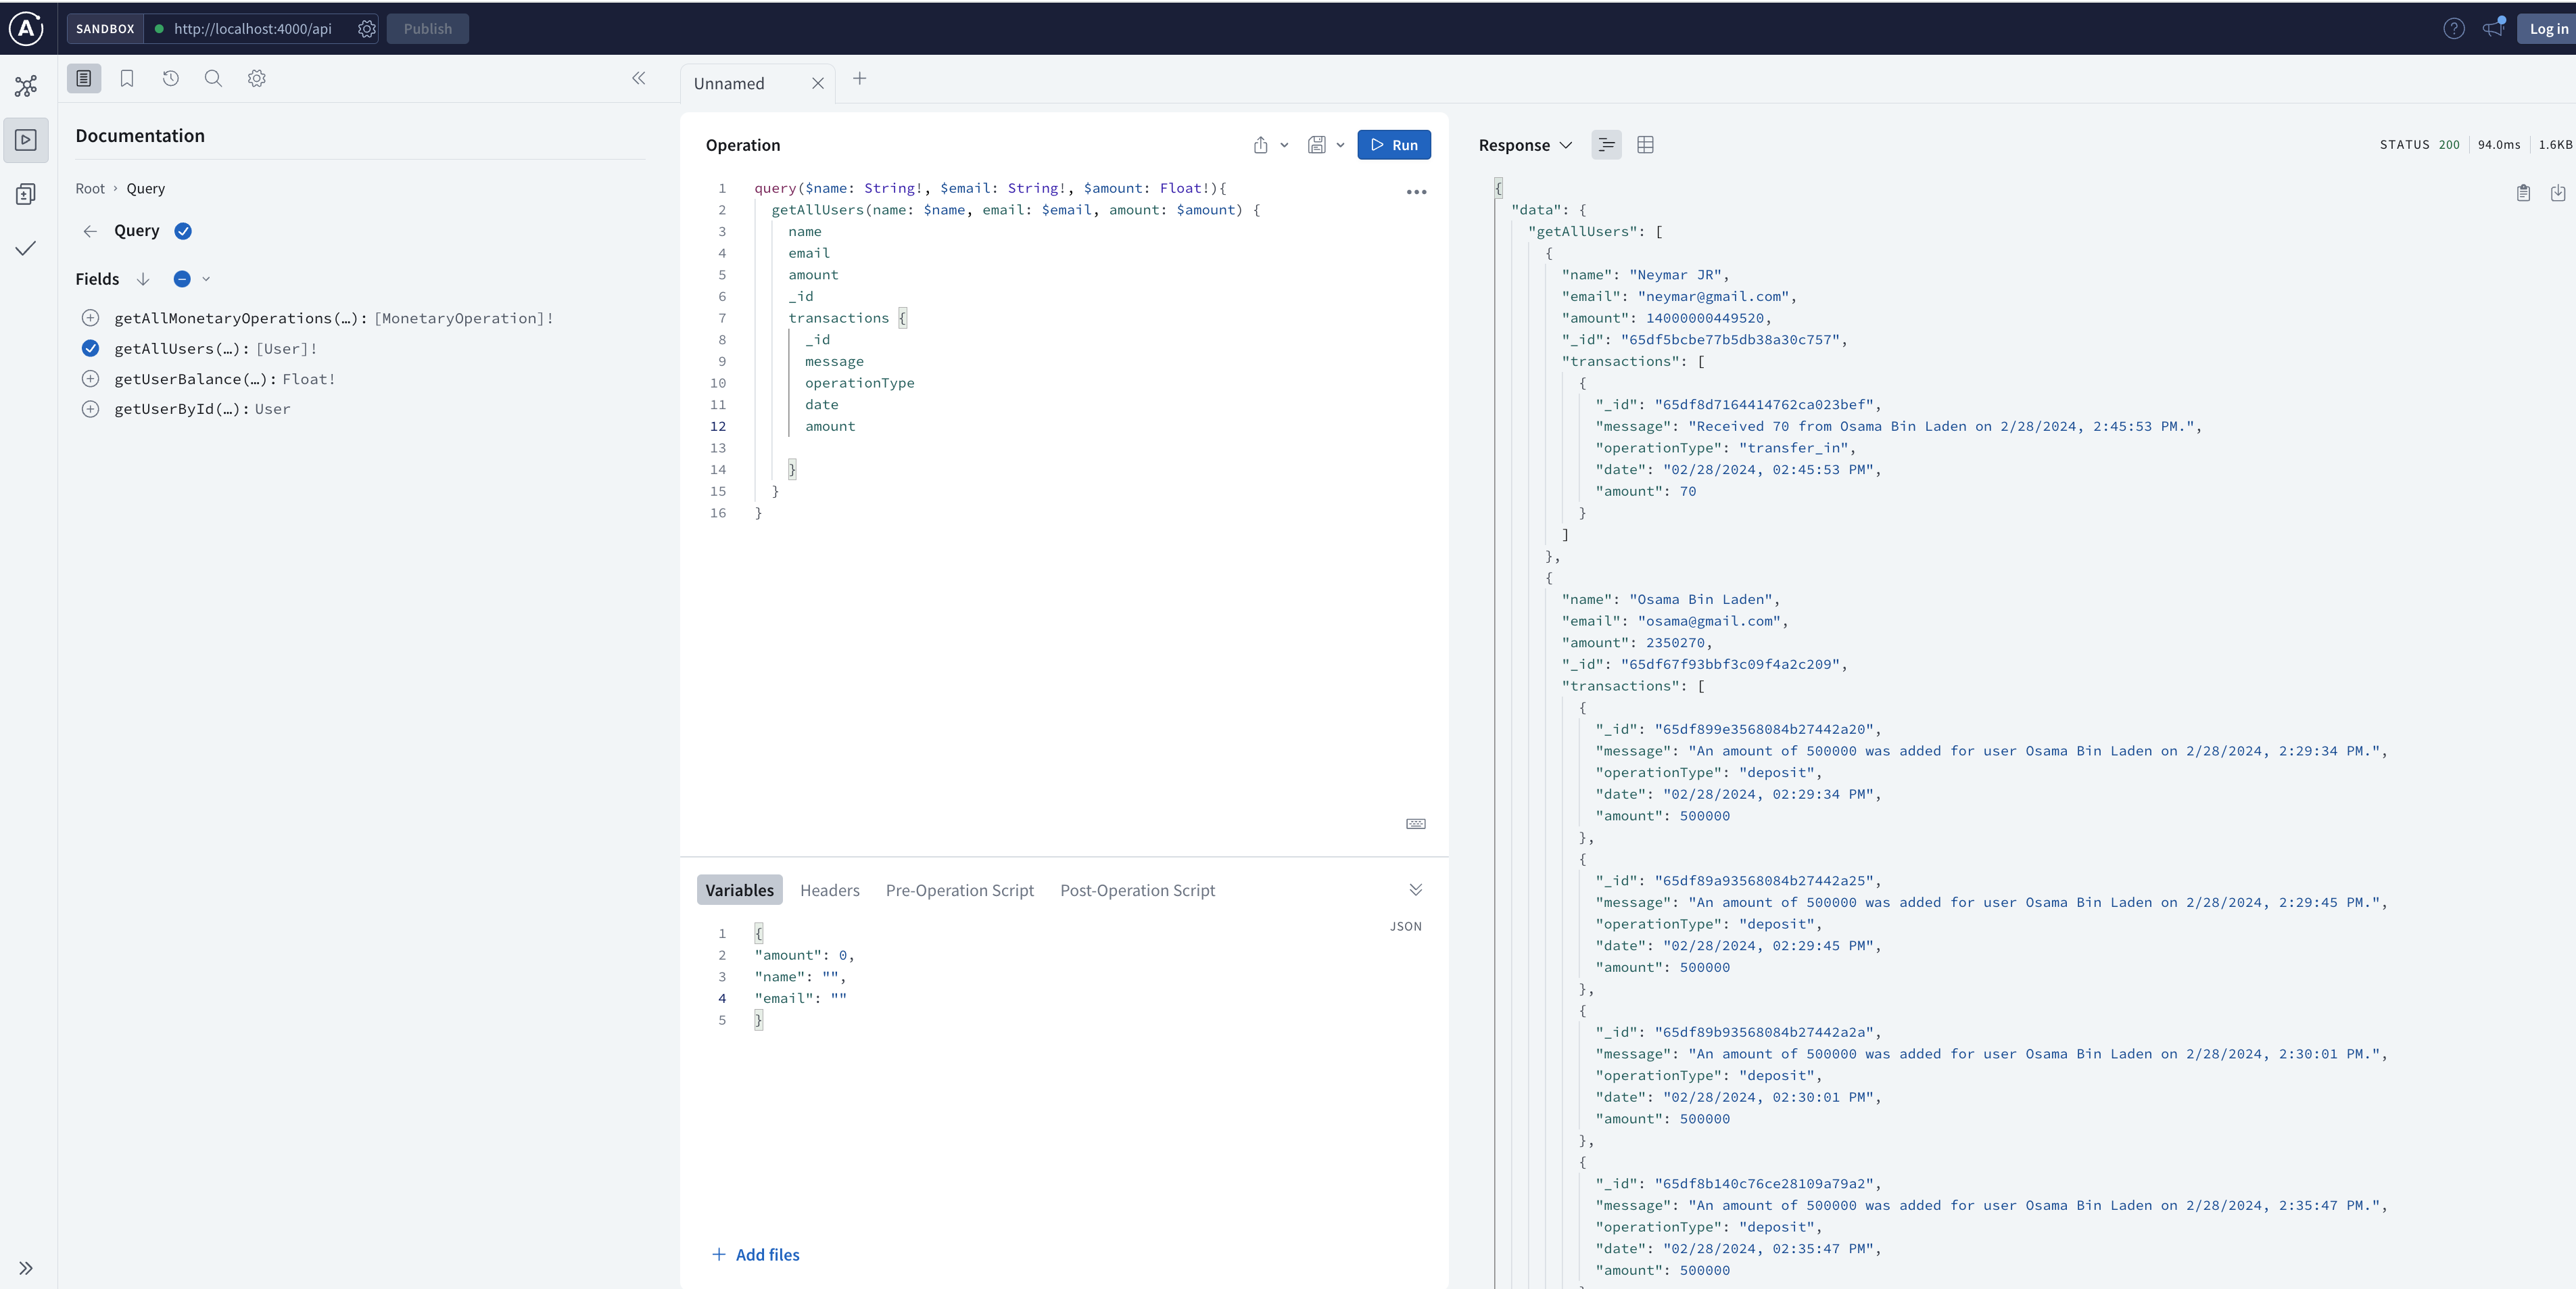 SANDBOX http://localhost:4000/api Publish Log in
Documentation
Root › Query
Query
Fields
getAllMonetaryOperations(…): [MonetaryOperation]!
getAllUsers(…): [User]!
getUserBalance(…): Float!
getUserById(…): User
Unnamed
Operation
Run
1 query($name: String!, $email: String!, $amount: Float!){
2 getAllUsers(name: $name, email: $email, amount: $amount) {
3 name
4 email
5 amount
6 _id
7 transactions {
8 _id
9 message
10 operationType
11 date
12 amount
13
14 }
15 }
16 }
Variables Headers Pre-Operation Script Post-Operation Script
JSON
1 {
2 "amount": 0,
3 "name": "",
4 "email": ""
5 }
Add files
Response STATUS 200 94.0ms 1.6KB
{
"data": {
"getAllUsers": [
{
"name": "Neymar JR",
"email": "neymar@gmail.com",
"amount": 14000000449520,
"_id": "65df5bcbe77b5db38a30c757",
"transactions": [
{
"_id": "65df8d7164414762ca023bef",
"message": "Received 70 from Osama Bin Laden on 2/28/2024, 2:45:53 PM.",
"operationType": "transfer_in",
"date": "02/28/2024, 02:45:53 PM",
"amount": 70
}
]
},
{
"name": "Osama Bin Laden",
"email": "osama@gmail.com",
"amount": 2350270,
"_id": "65df67f93bbf3c09f4a2c209",
"transactions": [
{
"_id": "65df899e3568084b27442a20",
"message": "An amount of 500000 was added for user Osama Bin Laden on 2/28/2024, 2:29:34 PM.",
"operationType": "deposit",
"date": "02/28/2024, 02:29:34 PM",
"amount": 500000
},
{
"_id": "65df89a93568084b27442a25",
"message": "An amount of 500000 was added for user Osama Bin Laden on 2/28/2024, 2:29:45 PM.",
"operationType": "deposit",
"date": "02/28/2024, 02:29:45 PM",
"amount": 500000
},
{
"_id": "65df89b93568084b27442a2a",
"message": "An amount of 500000 was added for user Osama Bin Laden on 2/28/2024, 2:30:01 PM.",
"operationType": "deposit",
"date": "02/28/2024, 02:30:01 PM",
"amount": 500000
},
{
"_id": "65df8b140c76ce28109a79a2",
"message": "An amount of 500000 was added for user Osama Bin Laden on 2/28/2024, 2:35:47 PM.",
"operationType": "deposit",
"date": "02/28/2024, 02:35:47 PM",
"amount": 500000